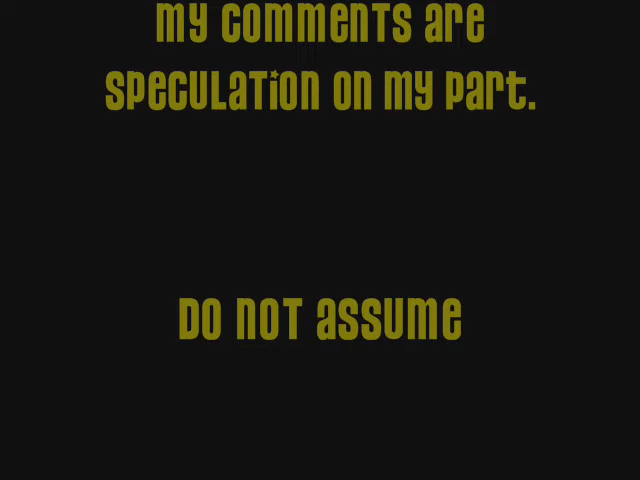 my comments are
speculation on my part.
Do not assume